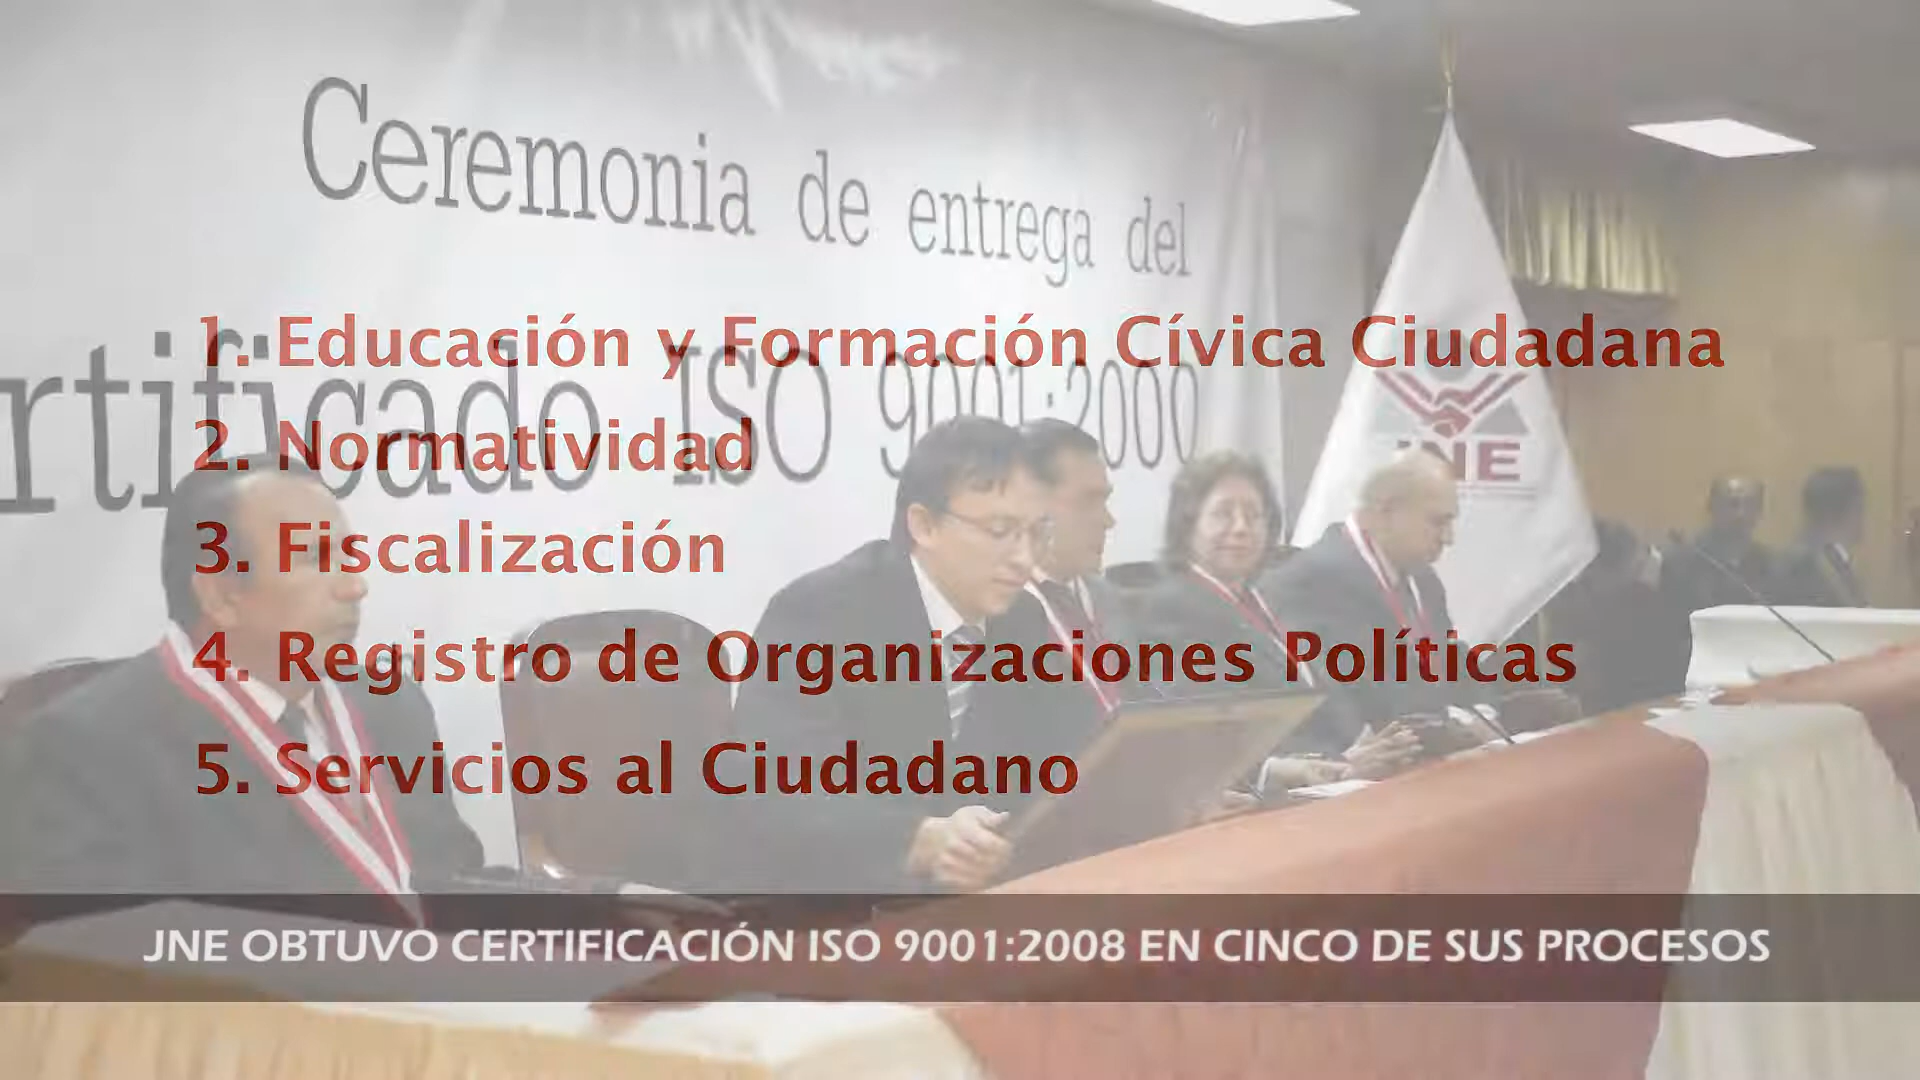 Ceremonia de entrega del
rtificado ISO 9001:2000
1. Educación y Formación Cívica Ciudadana
2. Normatividad
3. Fiscalización
4. Registro de Organizaciones Políticas
5. Servicios al Ciudadano
JNE
JNE OBTUVO CERTIFICACIÓN ISO 9001:2008 EN CINCO DE SUS PROCESOS